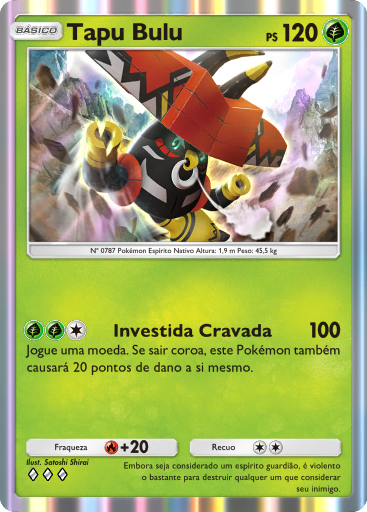 BÁSICO Tapu Bulu PS 120
Nº 0787 Pokémon Espírito Nativo Altura: 1,9 m Peso: 45,5 kg
Investida Cravada 100
Jogue uma moeda. Se sair coroa, este Pokémon também
causará 20 pontos de dano a si mesmo.
Fraqueza +20 Recuo
Ilust. Satoshi Shirai
Embora seja considerado um espírito guardião, é violento
o bastante para destruir qualquer um que considerar
seu inimigo.